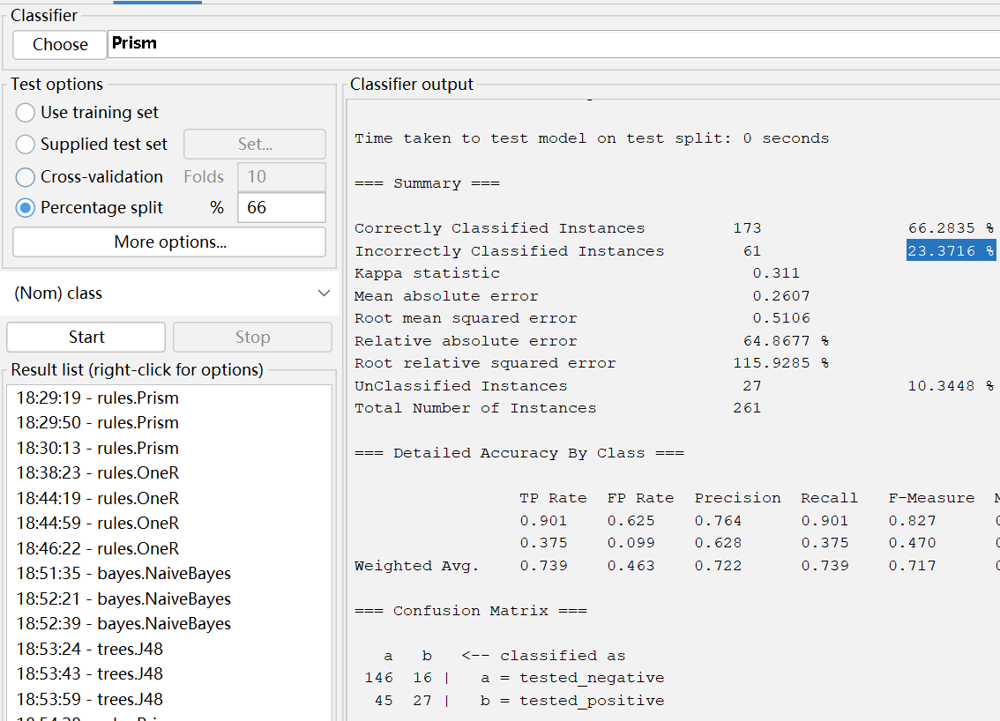 Classifier
Choose Prism
Test options
Use training set
Supplied test set Set...
Cross-validation Folds 10
Percentage split % 66
More options...
(Nom) class
Start Stop
Result list (right-click for options)
18:29:19 - rules.Prism
18:29:50 - rules.Prism
18:30:13 - rules.Prism
18:38:23 - rules.OneR
18:44:19 - rules.OneR
18:44:59 - rules.OneR
18:46:22 - rules.OneR
18:51:35 - bayes.NaiveBayes
18:52:21 - bayes.NaiveBayes
18:52:39 - bayes.NaiveBayes
18:53:24 - trees.J48
18:53:43 - trees.J48
18:53:59 - trees.J48
Classifier output
Time taken to test model on test split: 0 seconds
=== Summary ===
Correctly Classified Instances 173 66.2835 %
Incorrectly Classified Instances 61 23.3716 %
Kappa statistic 0.311
Mean absolute error 0.2607
Root mean squared error 0.5106
Relative absolute error 64.8677 %
Root relative squared error 115.9285 %
UnClassified Instances 27 10.3448 %
Total Number of Instances 261
=== Detailed Accuracy By Class ===
TP Rate FP Rate Precision Recall F-Measure
0.901 0.625 0.764 0.901 0.827
0.375 0.099 0.628 0.375 0.470
Weighted Avg. 0.739 0.463 0.722 0.739 0.717
=== Confusion Matrix ===
a b <-- classified as
146 16 | a = tested_negative
45 27 | b = tested_positive